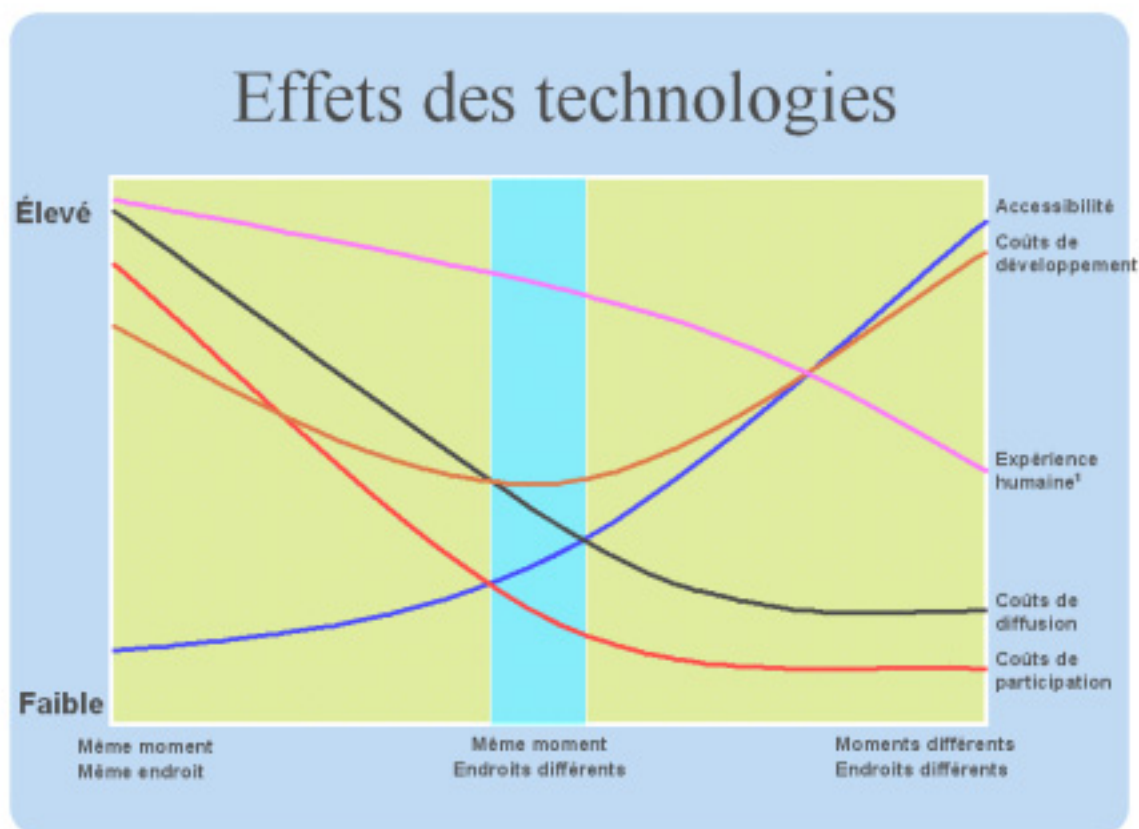 Effets des technologies
Élevé
Accessibilité
Coûts de
développement
Expérience
humaine¹
Coûts de
diffusion
Coûts de
participation
Faible
Même moment
Même endroit
Même moment
Endroits différents
Moments différents
Endroits différents